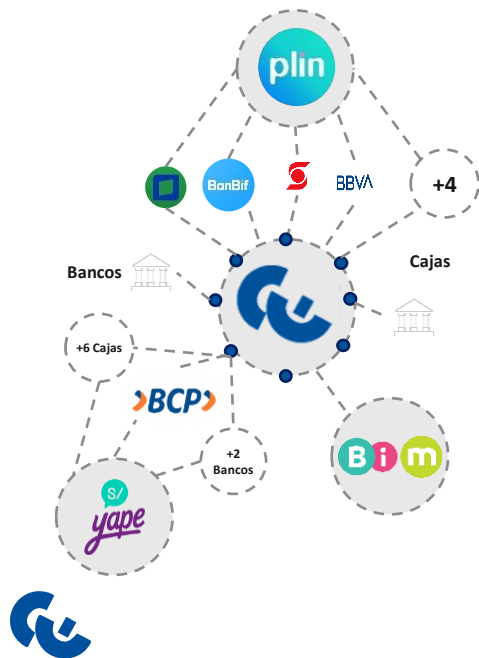 plin
BanBif
BBVA
+4
Bancos
Cajas
+6 Cajas
BCP
+2
Bancos
Bim
S/
yape